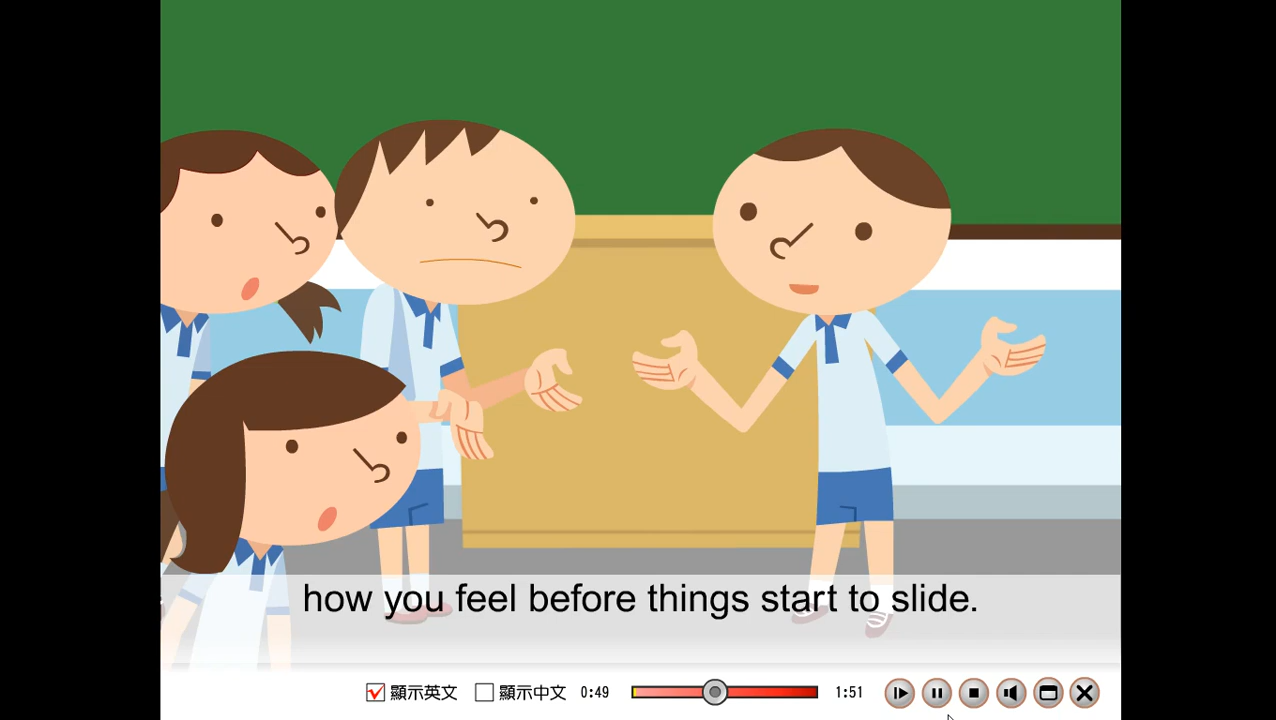 how you feel before things start to slide.
顯示英文 顯示中文 0:49 1:51